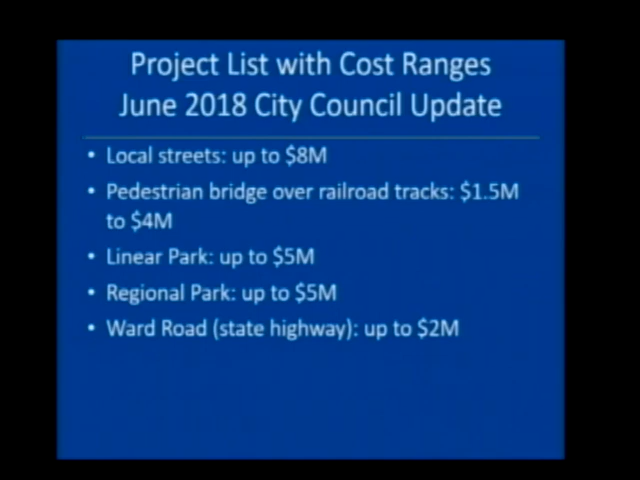 Project List with Cost Ranges
June 2018 City Council Update
• Local streets: up to $8M
• Pedestrian bridge over railroad tracks: $1.5M
to $4M
• Linear Park: up to $5M
• Regional Park: up to $5M
• Ward Road (state highway): up to $2M